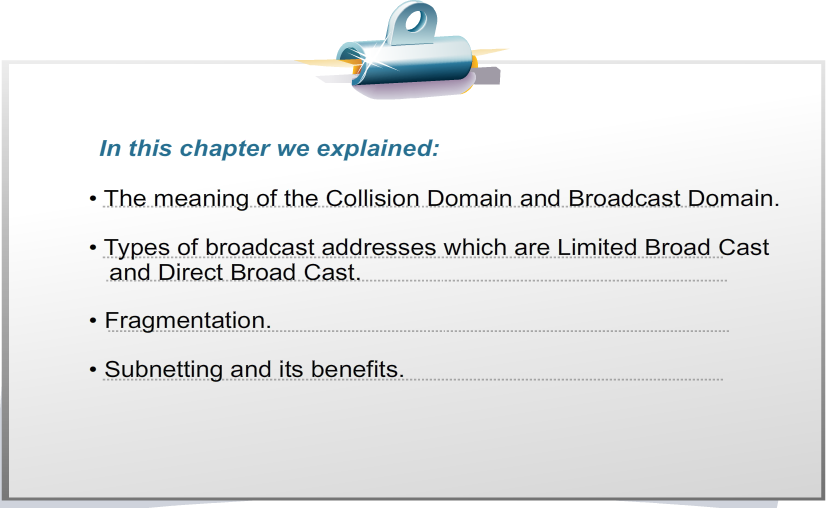 In this chapter we explained:
• The meaning of the Collision Domain and Broadcast Domain.
• Types of broadcast addresses which are Limited Broad Cast
and Direct Broad Cast.
• Fragmentation.
• Subnetting and its benefits.